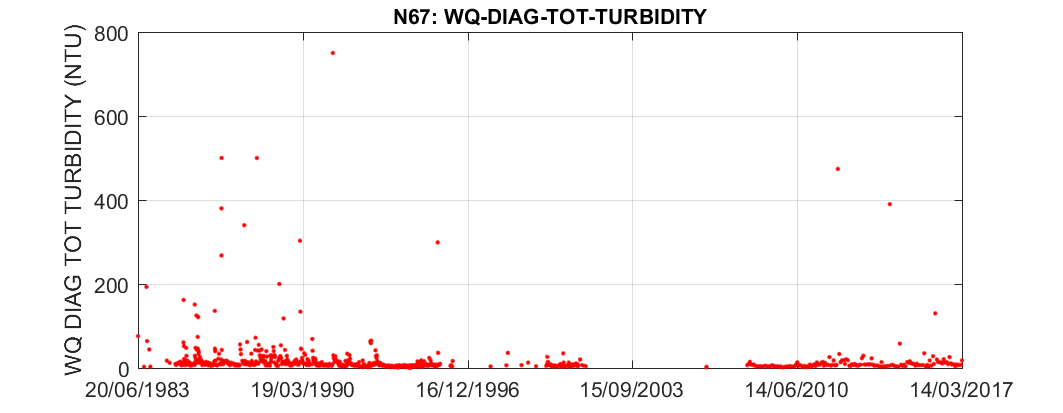 N67: WQ-DIAG-TOT-TURBIDITY
WQ DIAG TOT TURBIDITY (NTU)
800
600
400
200
0
20/06/1983 19/03/1990 16/12/1996 15/09/2003 14/06/2010 14/03/2017